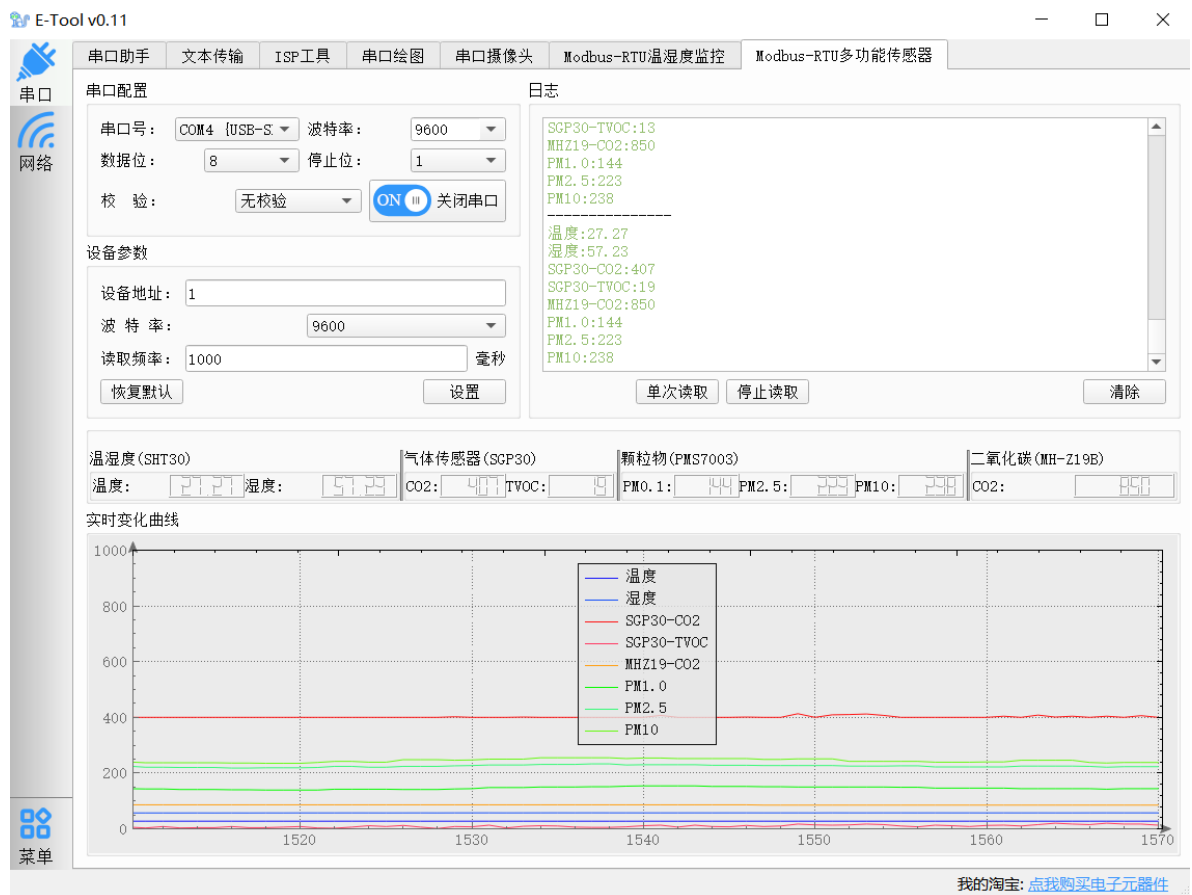 E-Tool v0.11
串口
网络
菜单
串口助手 文本传输 ISP工具 串口绘图 串口摄像头 Modbus-RTU温湿度监控 Modbus-RTU多功能传感器
串口配置
串口号: COM4 {USB-S: 波特率: 9600
数据位: 8 停止位: 1
校 验: 无校验 ON 关闭串口
设备参数
设备地址: 1
波 特 率: 9600
读取频率: 1000 毫秒
恢复默认 设置
日志
SGP30-TVOC:13
MHZ19-CO2:850
PM1.0:144
PM2.5:223
PM10:238
---------------
温度:27.27
湿度:57.23
SGP30-CO2:407
SGP30-TVOC:19
MHZ19-CO2:850
PM1.0:144
PM2.5:223
PM10:238
单次读取 停止读取 清除
温湿度(SHT30) 气体传感器(SGP30) 颗粒物(PMS7003) 二氧化碳(MH-Z19B)
温度: 27.27 湿度: 57.23 CO2: 407 TVOC: 19 PM0.1: 144 PM2.5: 223 PM10: 238 CO2: 850
实时变化曲线
1000
800
600
400
200
0
温度
湿度
SGP30-CO2
SGP30-TVOC
MHZ19-CO2
PM1.0
PM2.5
PM10
1520 1530 1540 1550 1560 1570
我的淘宝: 点我购买电子元器件